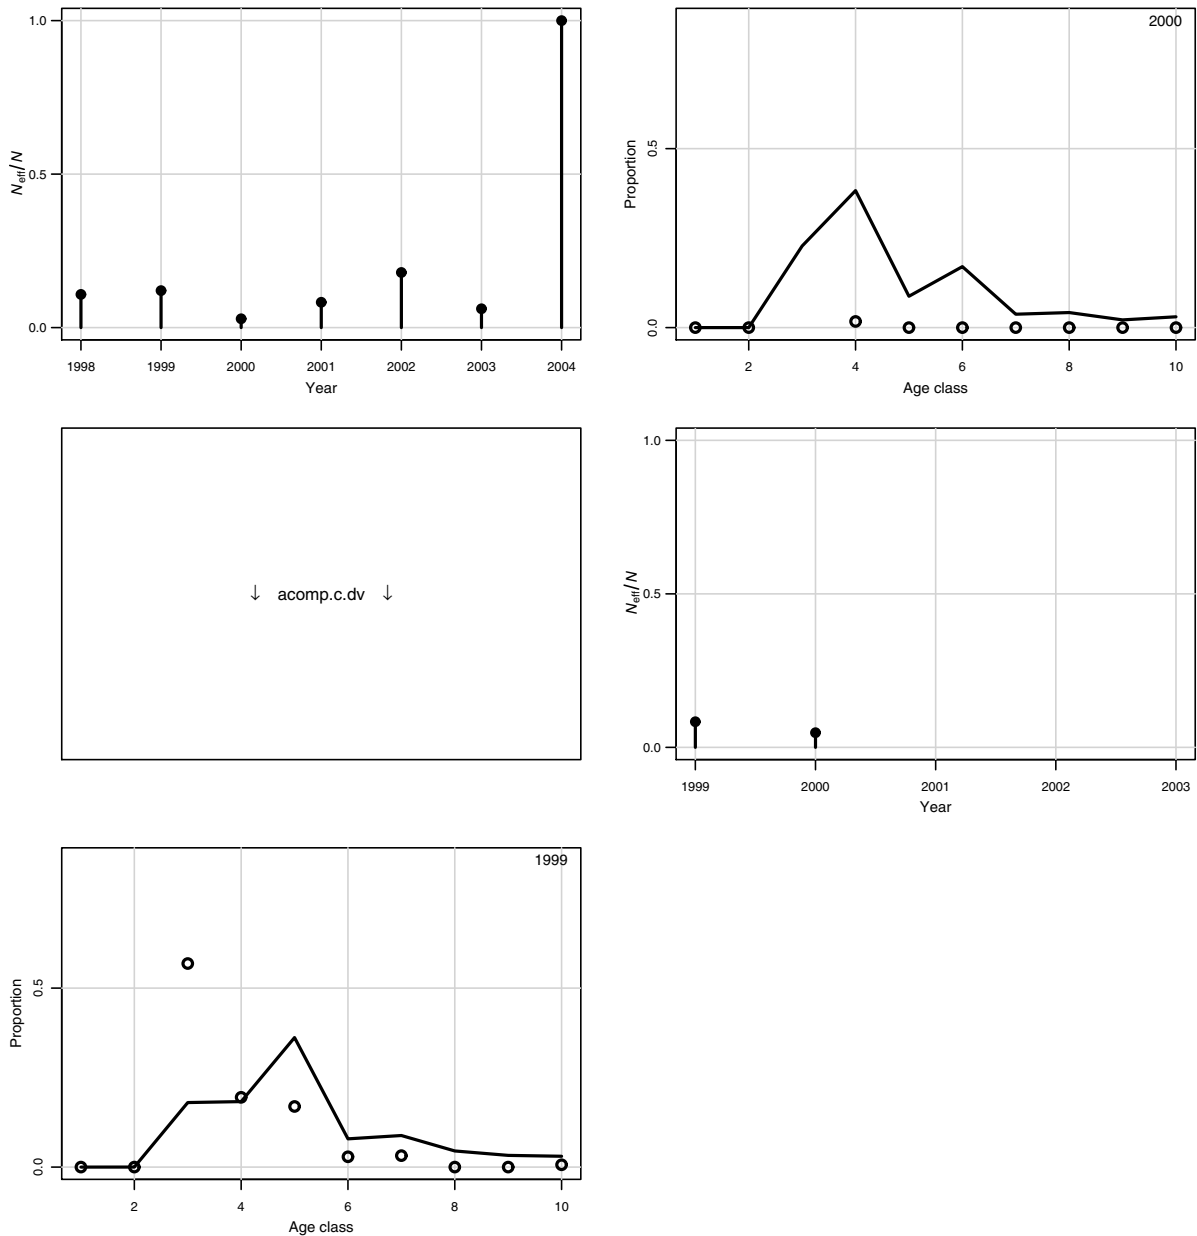 1.0
0.5
0.0
Neff/N
1998 1999 2000 2001 2002 2003 2004
Year
2000
0.5
0.0
Proportion
2 4 6 8 10
Age class
↓ acomp.c.dv ↓
1.0
0.5
0.0
Neff/N
1999 2000 2001 2002 2003
Year
1999
0.5
0.0
Proportion
2 4 6 8 10
Age class